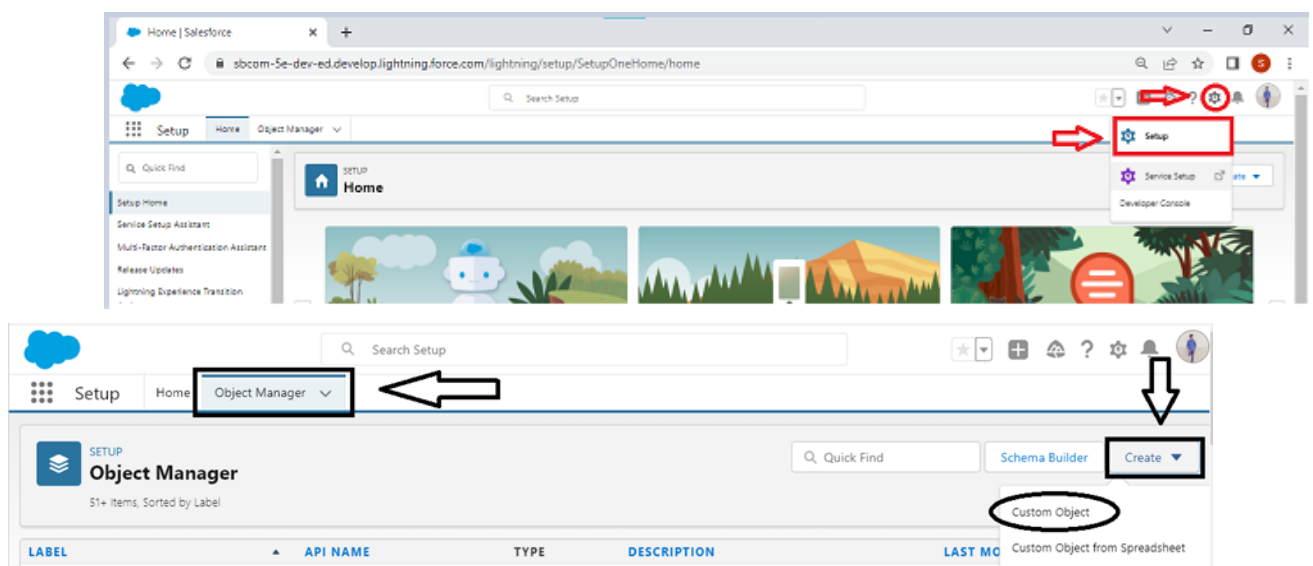 Home | Salesforce
sbcom-5e-dev-ed.develop.lightning.force.com/lightning/setup/SetupOneHome/home
S
Search Setup
?
Setup Home Object Manager
Setup
Quick Find
SETUP
Home
Service Setup
Setup Home
Developer Console
Service Setup Assistant
Multi-Factor Authentication Assistant
Release Updates
Lightning Experience Transition
Search Setup
?
Setup Home Object Manager
SETUP
Object Manager
51+ Items, Sorted by Label
Quick Find
Schema Builder
Create
Custom Object
Custom Object from Spreadsheet
LABEL API NAME TYPE DESCRIPTION LAST MO